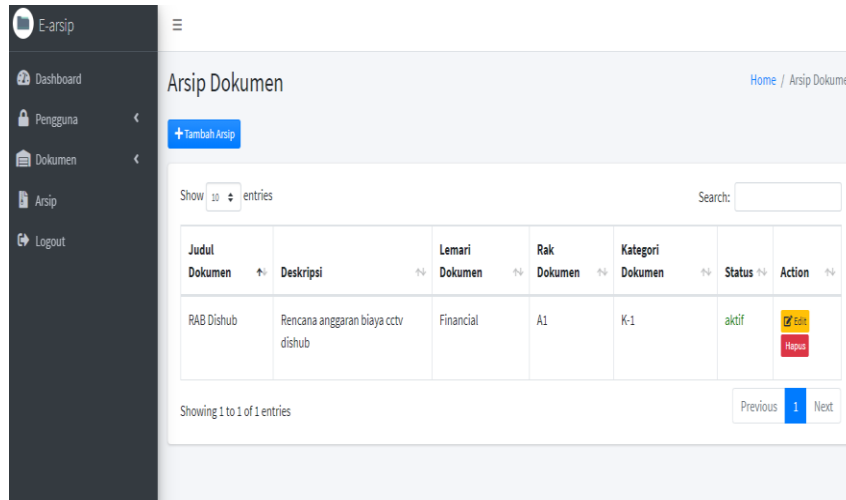 E-arsip
Dashboard
Pengguna
Dokumen
Arsip
Logout
Arsip Dokumen
Home / Arsip Dokume
Tambah Arsip
Show 10 entries
Search:
Judul Dokumen
Deskripsi
Lemari Dokumen
Rak Dokumen
Kategori Dokumen
Status
Action
RAB Dishub
Rencana anggaran biaya cctv
dishub
Financial
A1
K-1
aktif
Edit
Hapus
Showing 1 to 1 of 1 entries
Previous 1 Next